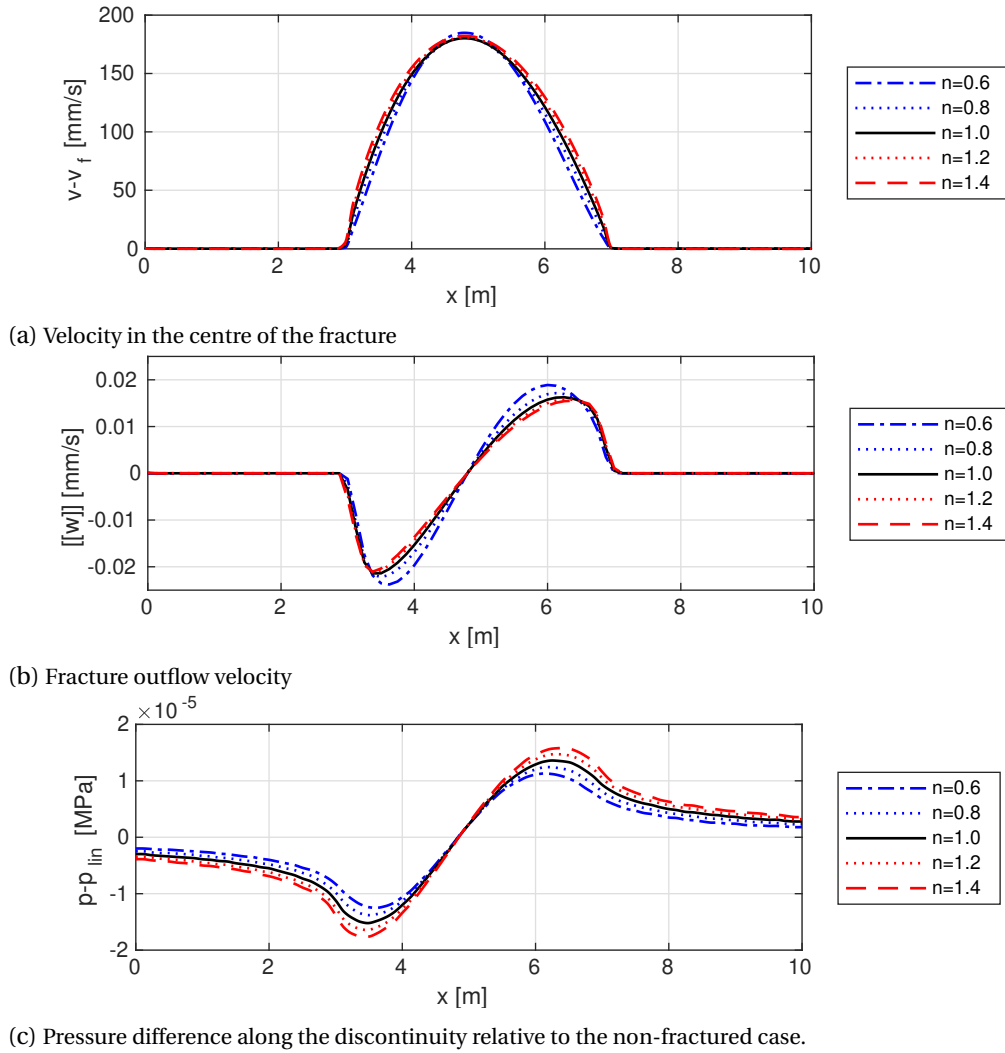 200
150
100
50
0
v-v_f [mm/s]
0 2 4 6 8 10
x [m]
n=0.6
n=0.8
n=1.0
n=1.2
n=1.4
(a) Velocity in the centre of the fracture
0.02
0.01
0
-0.01
-0.02
[[w]] [mm/s]
0 2 4 6 8 10
x [m]
n=0.6
n=0.8
n=1.0
n=1.2
n=1.4
(b) Fracture outflow velocity
×10^-5
2
1
0
-1
-2
p-p_lin [MPa]
0 2 4 6 8 10
x [m]
n=0.6
n=0.8
n=1.0
n=1.2
n=1.4
(c) Pressure difference along the discontinuity relative to the non-fractured case.